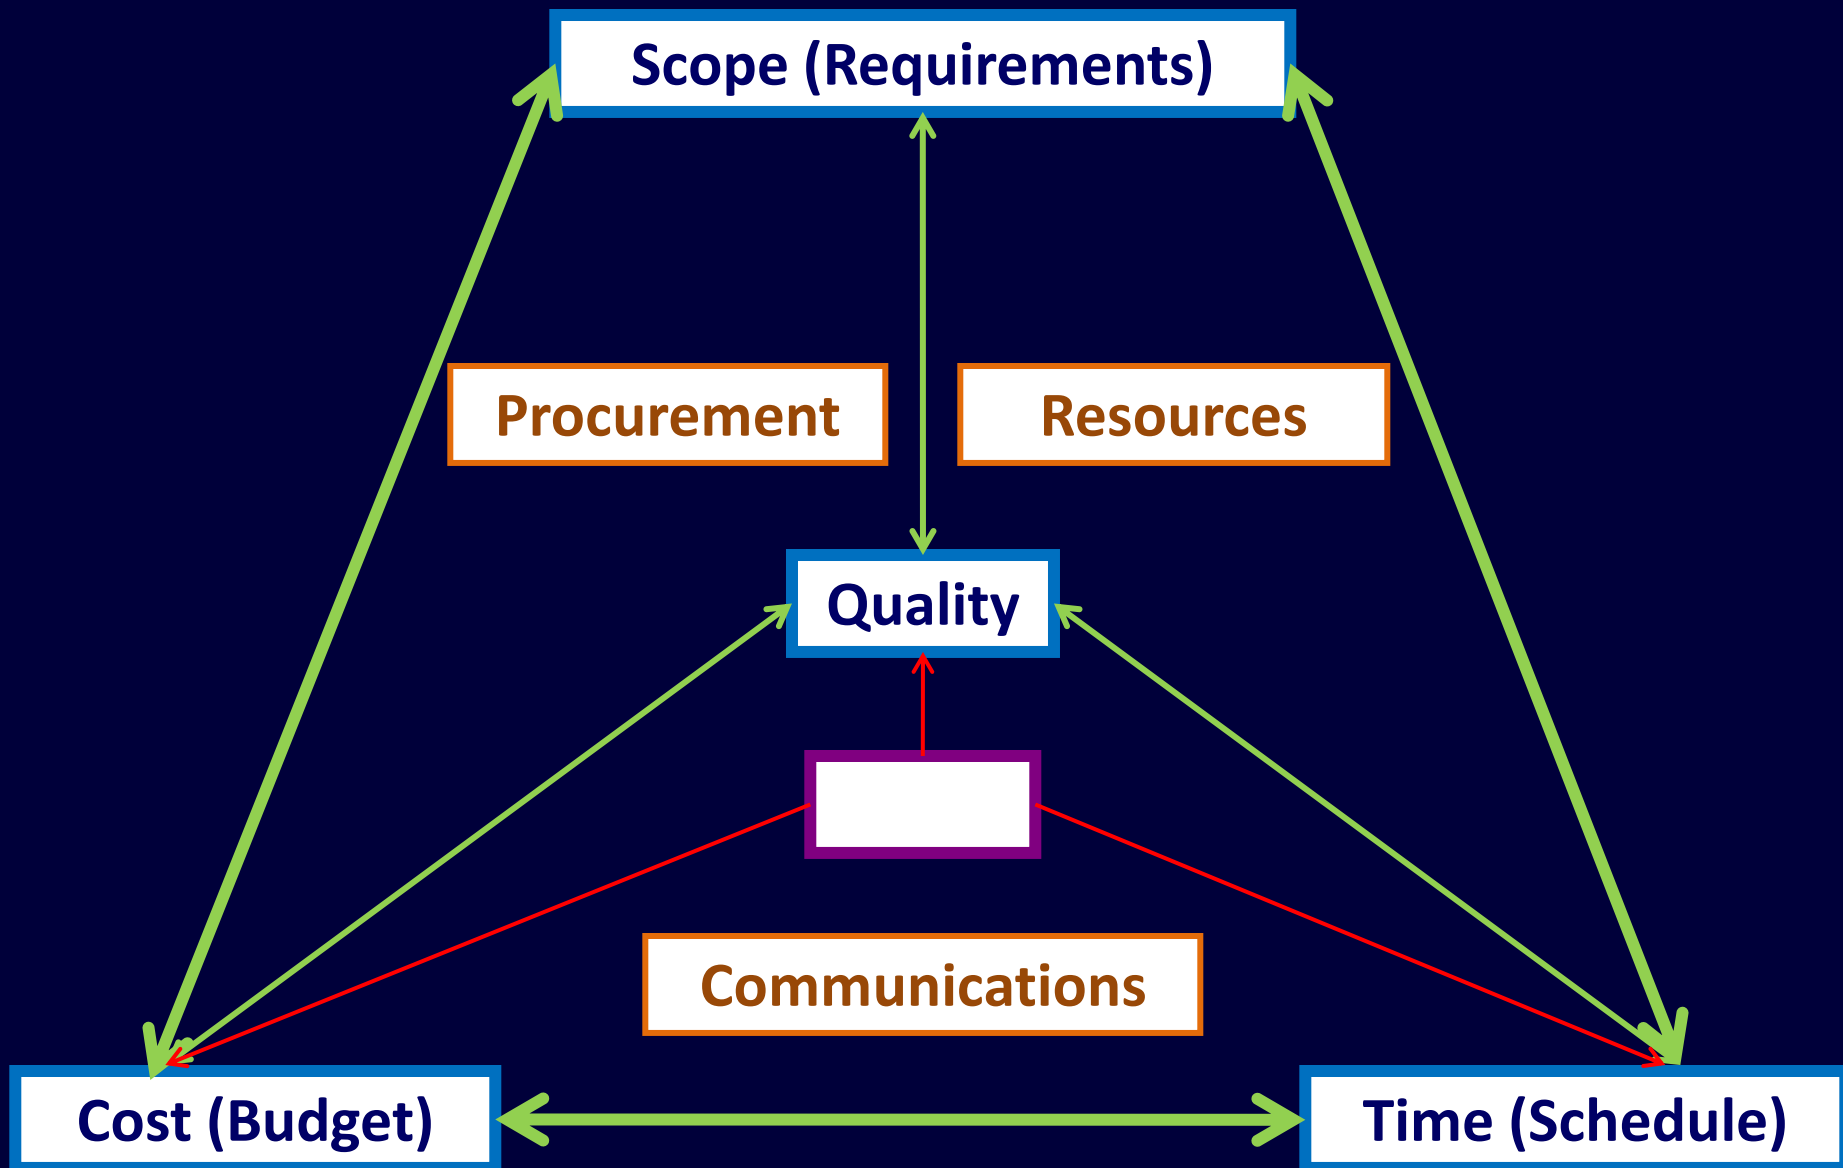 Scope (Requirements)
Procurement
Resources
Quality
Communications
Cost (Budget)
Time (Schedule)